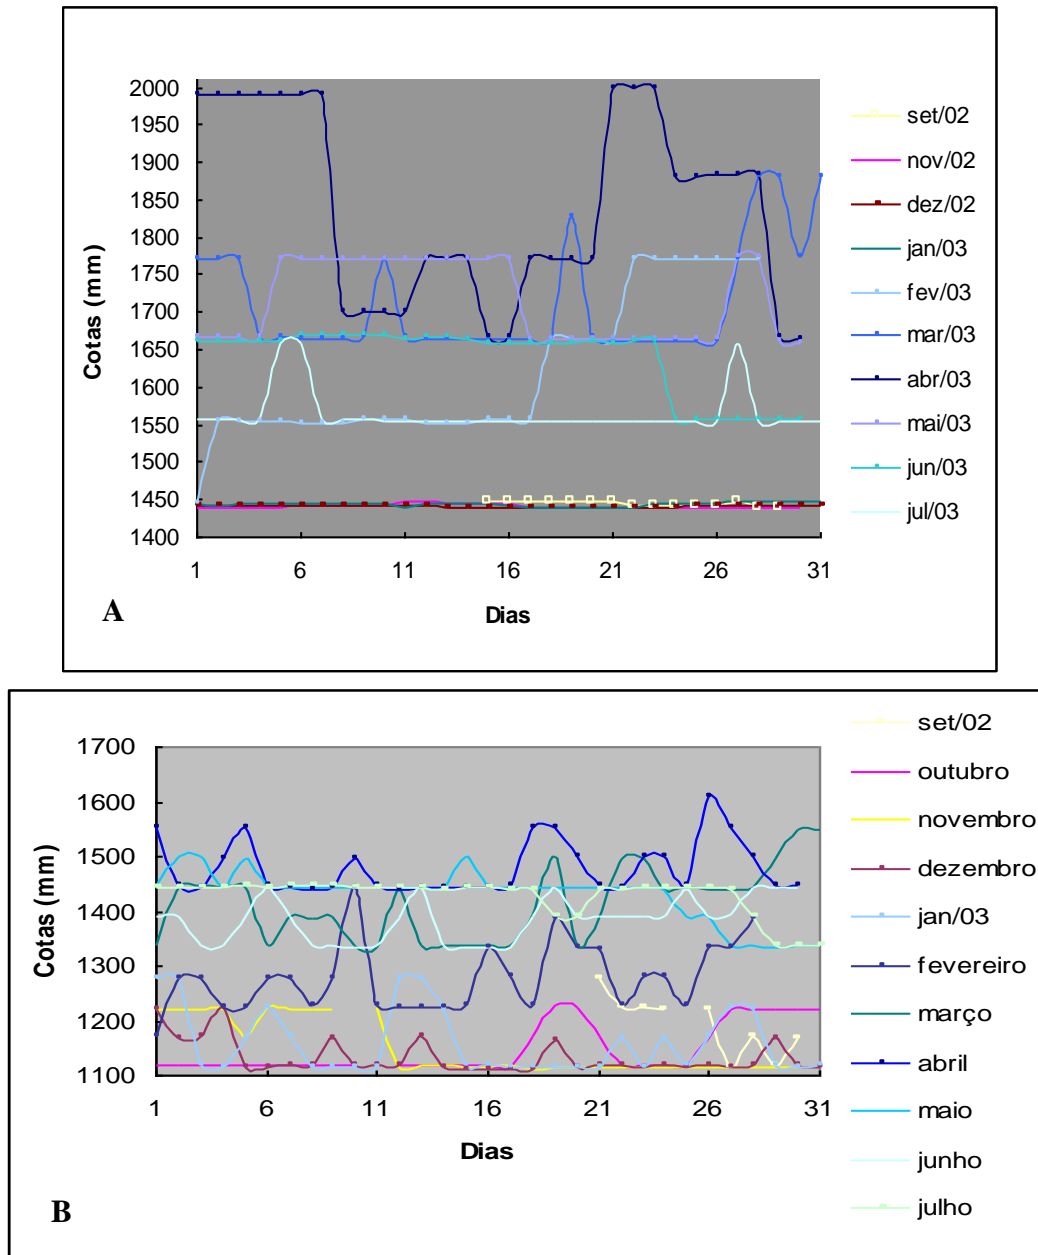 2000
1950
1900
1850
1800
1750
1700
1650
1600
1550
1500
1450
1400
Cotas (mm)
1 6 11 16 21 26 31
Dias
A
set/02
nov/02
dez/02
jan/03
fev/03
mar/03
abr/03
mai/03
jun/03
jul/03
1700
1600
1500
1400
1300
1200
1100
Cotas (mm)
1 6 11 16 21 26 31
Dias
B
set/02
outubro
novembro
dezembro
jan/03
fevereiro
março
abril
maio
junho
julho